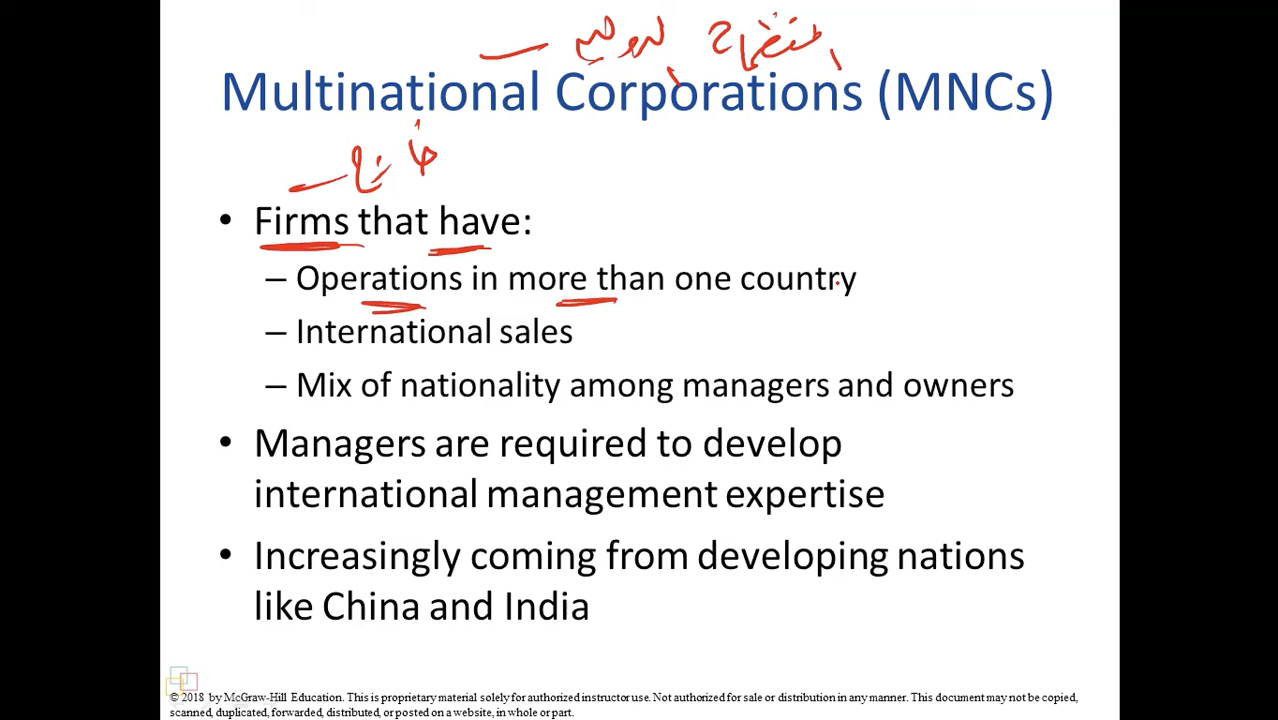 Multinational Corporations (MNCs)
• Firms that have:
– Operations in more than one country
– International sales
– Mix of nationality among managers and owners
• Managers are required to develop
international management expertise
• Increasingly coming from developing nations
like China and India
© 2018 by McGraw-Hill Education. This is proprietary material solely for authorized instructor use. Not authorized for sale or distribution in any manner. This document may not be copied,
scanned, duplicated, forwarded, distributed, or posted on a website, in whole or part.